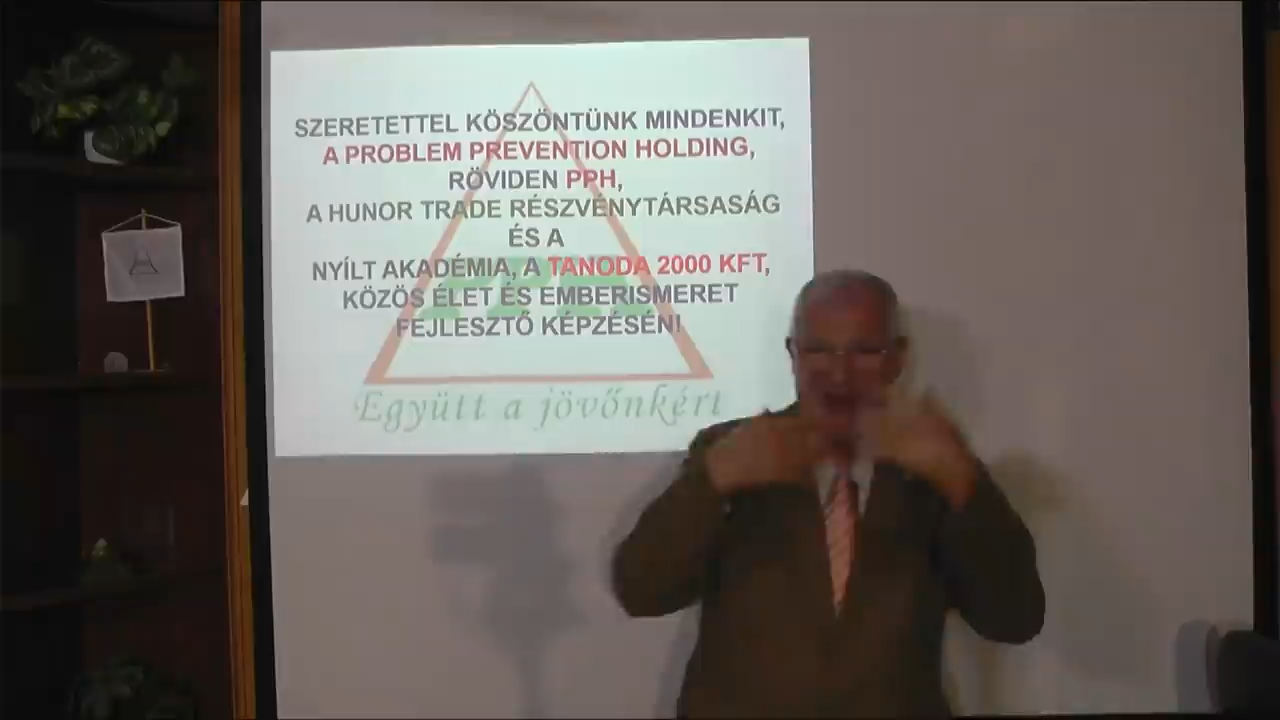 SZERETETTEL KÖSZÖNTÜNK MINDENKIT,
A PROBLEM PREVENTION HOLDING,
RÖVIDEN PPH,
A HUNOR TRADE RÉSZVÉNYTÁRSASÁG
ÉS A
NYÍLT AKADÉMIA, A TANODA 2000 KFT,
KÖZÖS ÉLET ÉS EMBERISMERET
FEJLESZTŐ KÉPZÉSÉN!
PPH
Együtt a jövőnkért